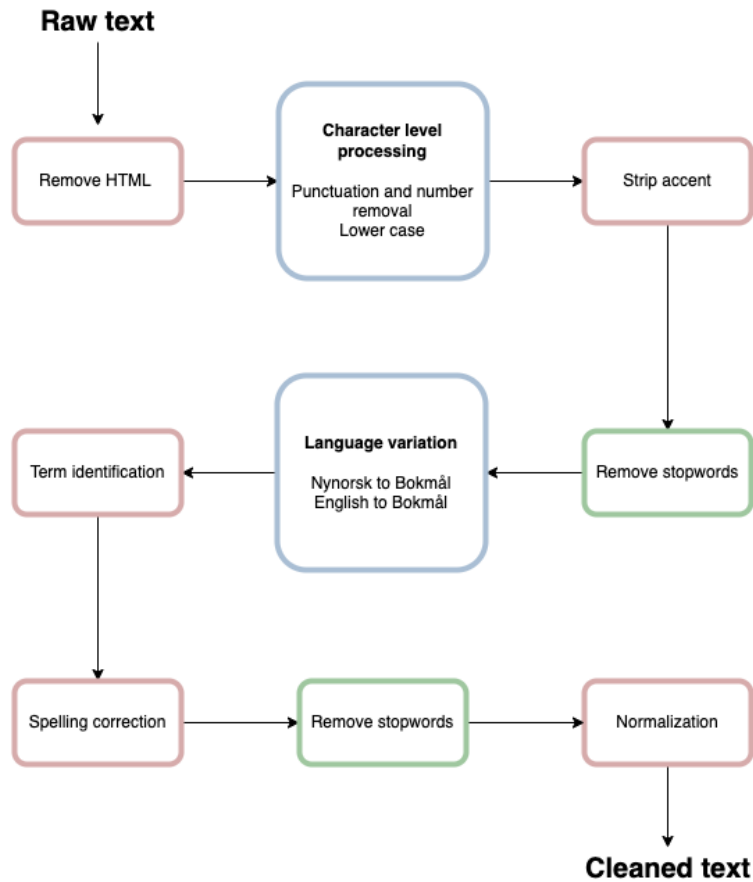 Raw text
Remove HTML
Character level
processing
Punctuation and number
removal
Lower case
Strip accent
Remove stopwords
Language variation
Nynorsk to Bokmål
English to Bokmål
Term identification
Spelling correction
Remove stopwords
Normalization
Cleaned text